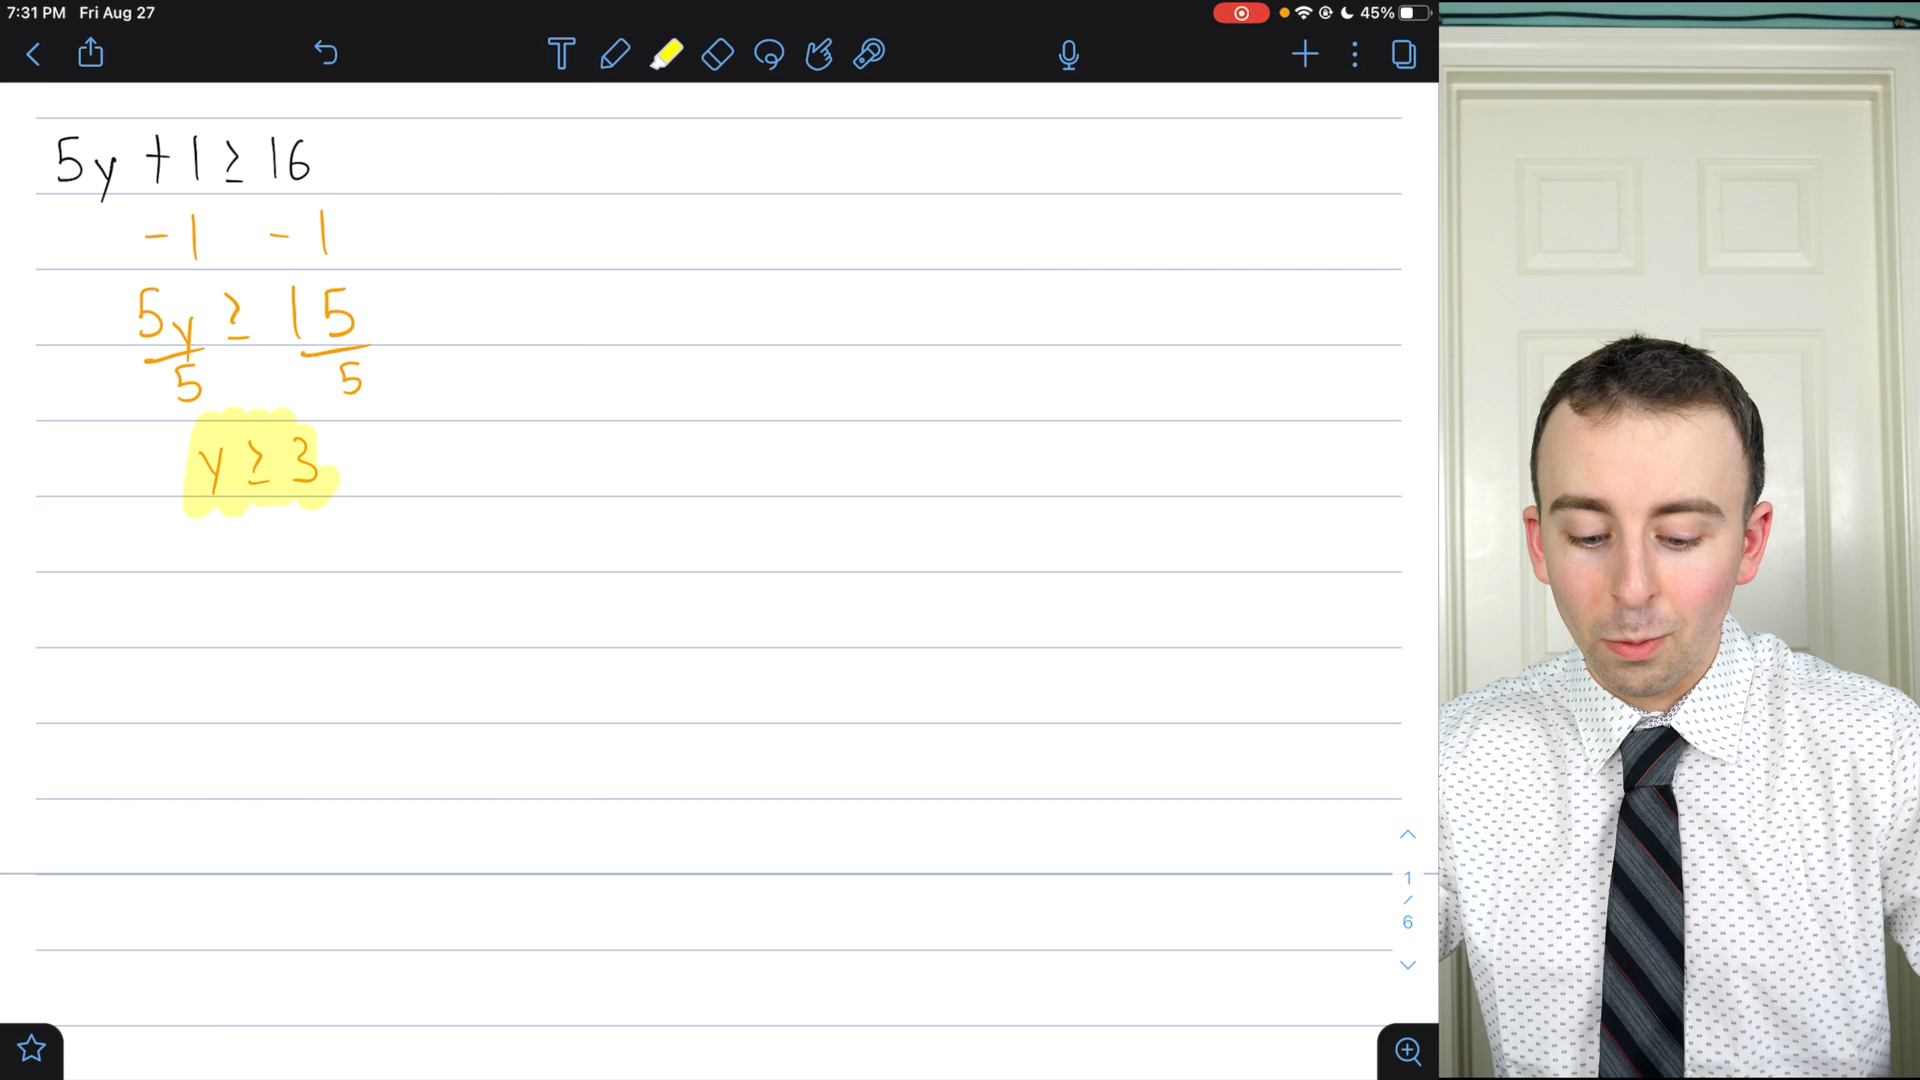 7:31 PM Fri Aug 27
45%
5y + 1 ≥ 16
- 1 - 1
5y ≥ 15
5 5
y ≥ 3
1
/
6